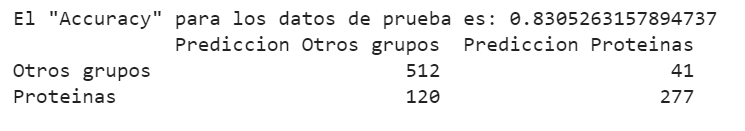 El "Accuracy" para los datos de prueba es: 0.8305263157894737
Prediccion Otros grupos Prediccion Proteinas
Otros grupos 512 41
Proteinas 120 277